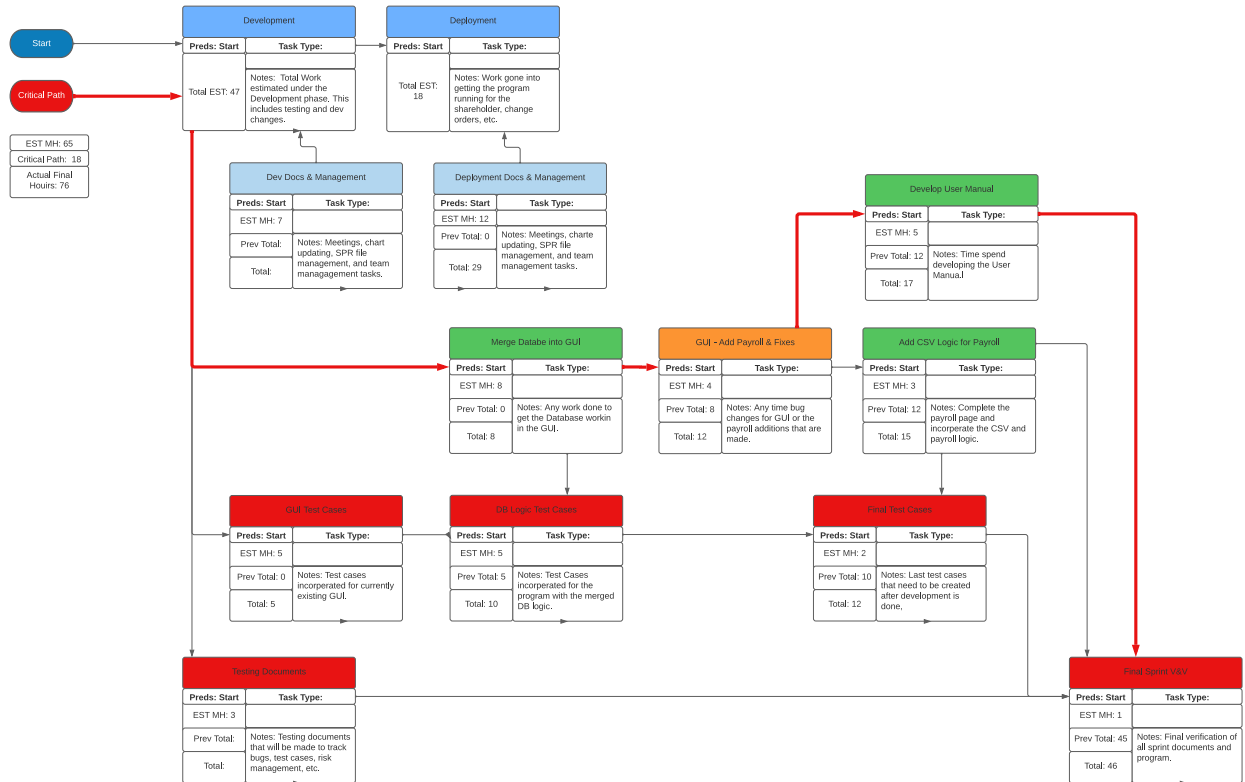 Development
Deployment
Start
Preds: Start
Task Type:
Preds: Start
Task Type:
Total EST: 47
Notes:  Total Work
estimated under the
Development phase. This
includes testing and dev
changes.
Total EST:
18
Notes: Work gone into
getting the program
running for the
shareholder, change
orders, etc.
Critical Path
EST MH: 65
Critical Path:  18
Actual Final
Houirs: 76
Dev Docs & Management
Preds: Start
Task Type:
EST MH: 7
Prev Total:
Total:
Notes: Meetings, chart
updating, SPR file
management, and team
managagement tasks.
Deployment Docs & Management
Preds: Start
Task Type:
EST MH: 12
Prev Total: 0
Total: 29
Notes: Meetings, charte
updating, SPR file
management, and team
management tasks.
Develop User Manual
Preds: Start
Task Type:
EST MH: 5
Prev Total: 12
Total: 17
Notes: Time spend
developing the User
Manua.l
Merge Databe into GUI
Preds: Start
Task Type:
EST MH: 8
Prev Total: 0
Total: 8
Notes: Any work done to
get the Database workin
in the GUI.
GUI - Add Payroll & Fixes
Preds: Start
Task Type:
EST MH: 4
Prev Total: 8
Total: 12
Notes: Any time bug
changes for GUI or the
payroll additions that are
made.
Add CSV Logic for Payroll
Preds: Start
Task Type:
EST MH: 3
Prev Total: 12
Total: 15
Notes: Complete the
payroll page and
incorperate the CSV and
payroll logic.
GUI Test Cases
Preds: Start
Task Type:
EST MH: 5
Prev Total: 0
Total: 5
Notes: Test cases
incorperated for currently
existing GUI.
DB Logic Test Cases
Preds: Start
Task Type:
EST MH: 5
Prev Total: 5
Total: 10
Notes: Test Cases
incorperated for the
program with the merged
DB logic.
Final Test Cases
Preds: Start
Task Type:
EST MH: 2
Prev Total: 10
Total: 12
Notes: Last test cases
that need to be created
after development is
done,
Testing Documents
Preds: Start
Task Type:
EST MH: 3
Prev Total:
Total:
Notes: Testing documents
that will be made to track
bugs, test cases, risk
management, etc.
Final Sprint V&V
Preds: Start
Task Type:
EST MH: 1
Prev Total: 45
Total: 46
Notes: Final verification of
all sprint documents and
program.